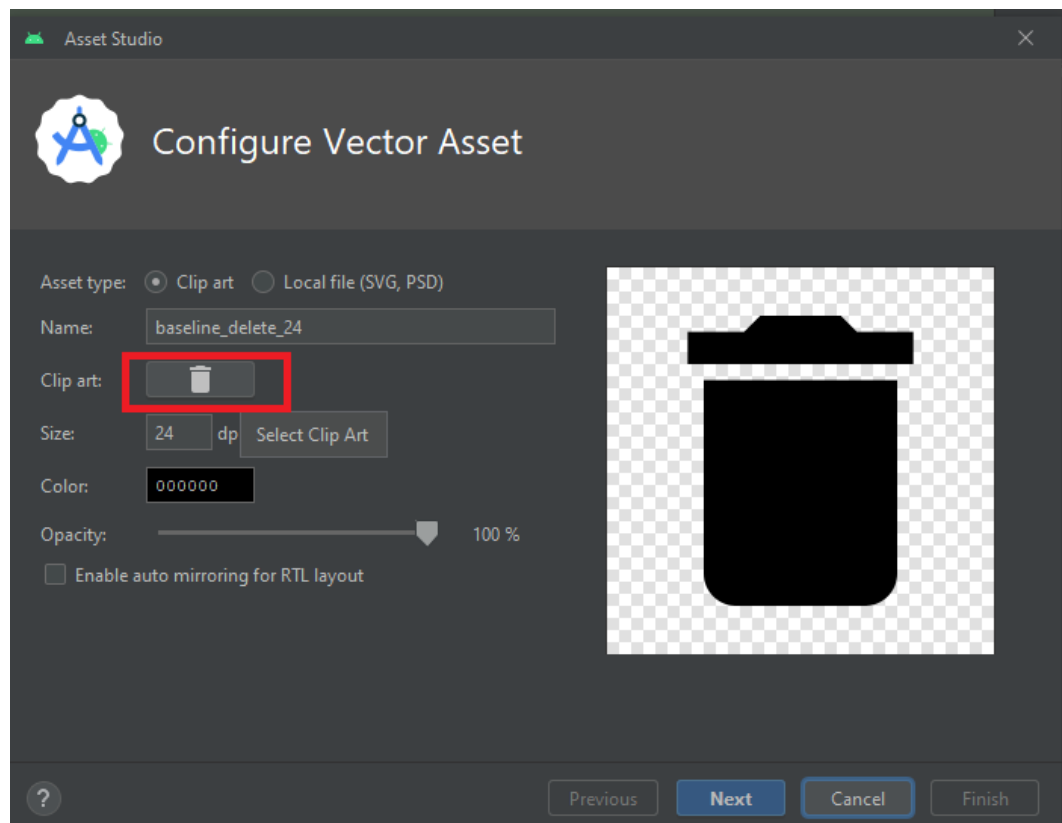 Asset Studio
Configure Vector Asset
Asset type: Clip art Local file (SVG, PSD)
Name: baseline_delete_24
Clip art:
Size: 24 dp Select Clip Art
Color: 000000
Opacity: 100 %
Enable auto mirroring for RTL layout
? Previous Next Cancel Finish